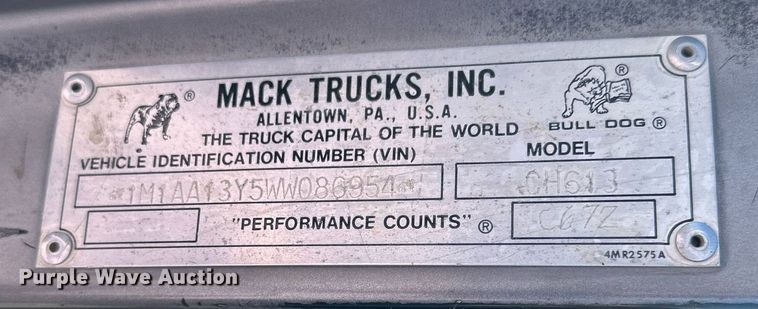 MACK TRUCKS, INC. ®
ALLENTOWN, PA., U.S.A.
THE TRUCK CAPITAL OF THE WORLD
BULL DOG ®
VEHICLE IDENTIFICATION NUMBER (VIN)
MODEL
*1M1AA13Y5WW086954*
CH613
"PERFORMANCE COUNTS" ®
C67Z
4MR2575A
Purple Wave Auction